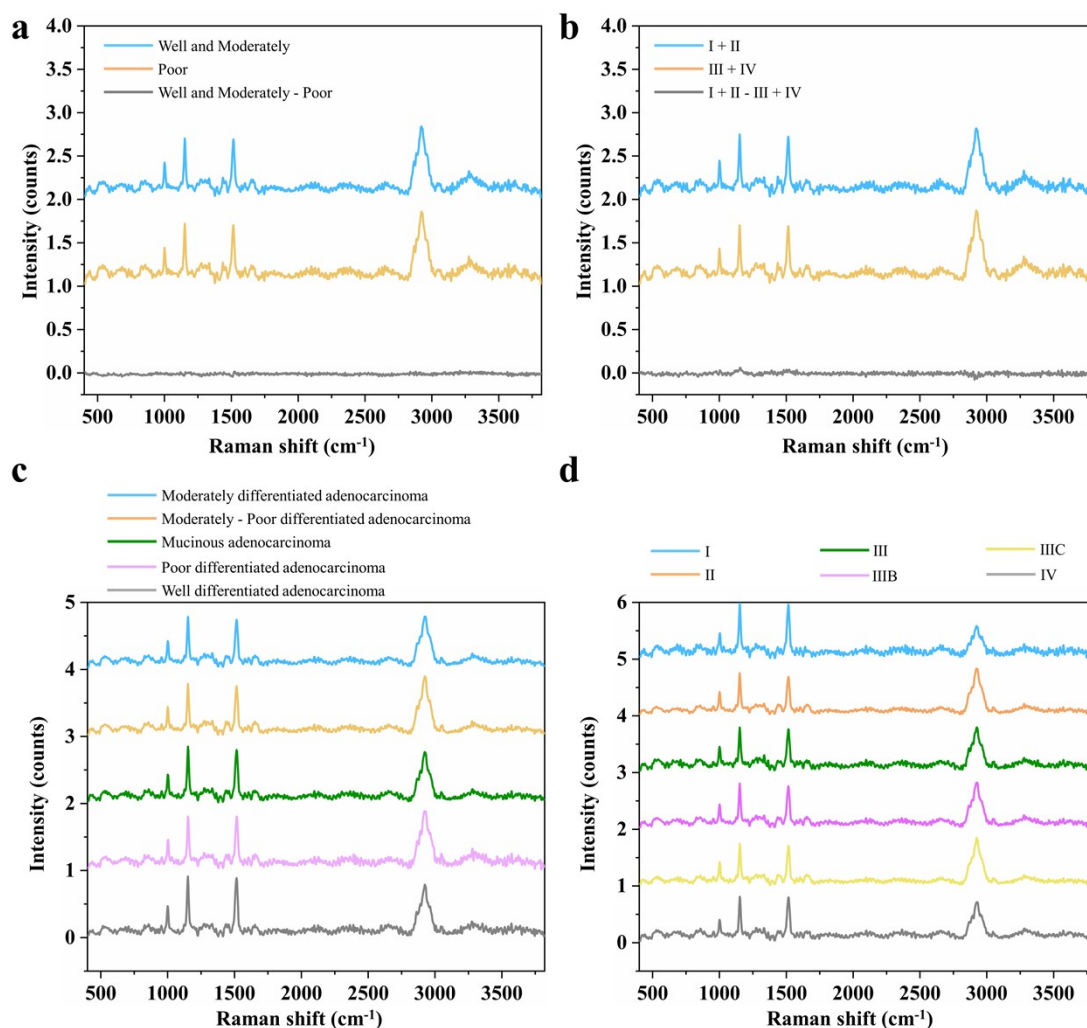 a
Well and Moderately
Poor
Well and Moderately - Poor
4.0
3.5
3.0
2.5
2.0
1.5
1.0
0.5
0.0
Intensity (counts)
500 1000 1500 2000 2500 3000 3500
Raman shift (cm-1)
b
I + II
III + IV
I + II - III + IV
4.0
3.5
3.0
2.5
2.0
1.5
1.0
0.5
0.0
Intensity (counts)
500 1000 1500 2000 2500 3000 3500
Raman shift (cm-1)
c
Moderately differentiated adenocarcinoma
Moderately - Poor differentiated adenocarcinoma
Mucinous adenocarcinoma
Poor differentiated adenocarcinoma
Well differentiated adenocarcinoma
5
4
3
2
1
0
Intensity (counts)
500 1000 1500 2000 2500 3000 3500
Raman shift (cm-1)
d
I III IIIC
II IIIB IV
6
5
4
3
2
1
0
Intensity (counts)
500 1000 1500 2000 2500 3000 3500
Raman shift (cm-1)